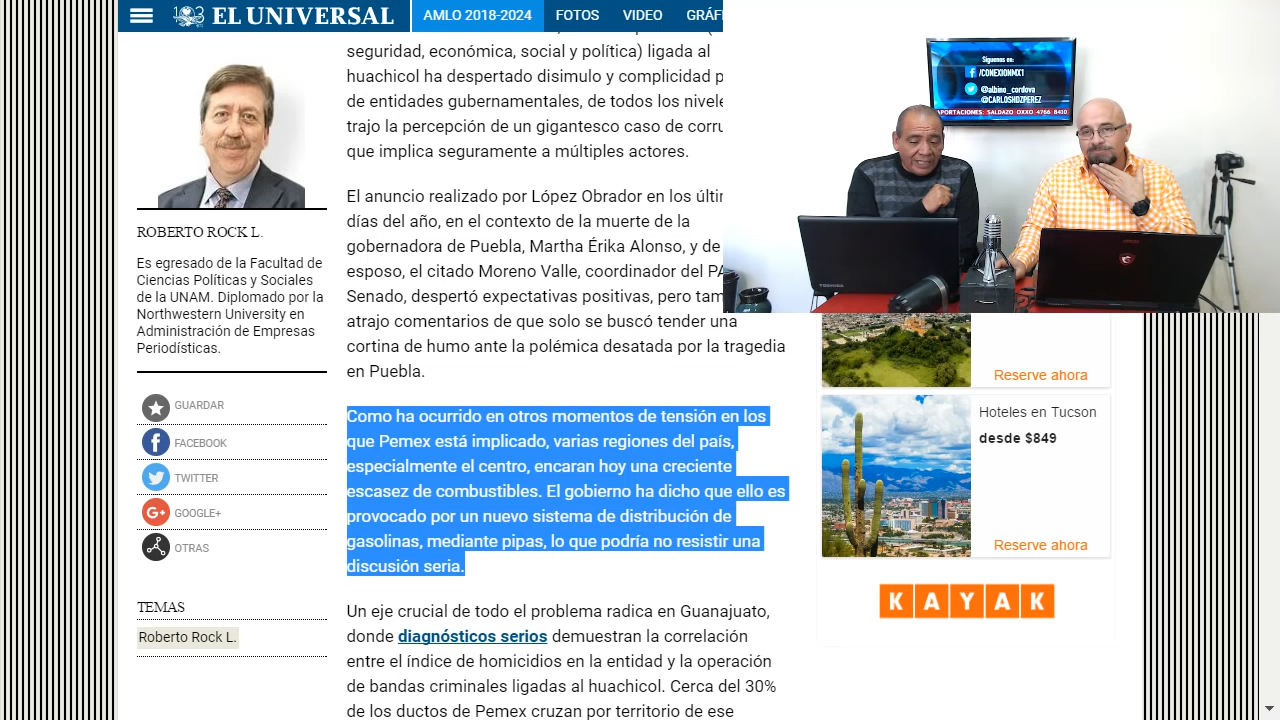 EL UNIVERSAL
AMLO 2018-2024
FOTOS
VIDEO
seguridad, económica, social y política) ligada al
huachicol ha despertado disimulo y complicidad
de entidades gubernamentales, de todos los
trajo la percepción de un gigantesco caso de
que implica seguramente a múltiples actores.
El anuncio realizado por López Obrador en los
días del año, en el contexto de la muerte de la
gobernadora de Puebla, Martha Érika Alonso, y de
esposo, el citado Moreno Valle, coordinador del
Senado, despertó expectativas positivas, pero
atrajo comentarios de que solo se buscó tender una
cortina de humo ante la polémica desatada por la tragedia
en Puebla.
Como ha ocurrido en otros momentos de tensión en los
que Pemex está implicado, varias regiones del país,
especialmente el centro, encaran hoy una creciente
escasez de combustibles. El gobierno ha dicho que ello es
provocado por un nuevo sistema de distribución de
gasolinas, mediante pipas, lo que podría no resistir una
discusión seria.
Un eje crucial de todo el problema radica en Guanajuato,
donde diagnósticos serios demuestran la correlación
entre el índice de homicidios en la entidad y la operación
de bandas criminales ligadas al huachicol. Cerca del 30%
de los ductos de Pemex cruzan por territorio de ese
ROBERTO ROCK L.
Es egresado de la Facultad de
Ciencias Políticas y Sociales
de la UNAM. Diplomado por la
Northwestern University en
Administración de Empresas
Periodísticas.
GUARDAR
FACEBOOK
TWITTER
GOOGLE+
OTRAS
TEMAS
Roberto Rock L.
Síguenos en:
/CONEXIONMX1
@albino_cordova
@CARLOSHDZPEREZ
APORTACIONES: SALDAZO OXXO 4766 8410
TOSHIBA
Reserve ahora
Hoteles en Tucson
desde $849
Reserve ahora
KAYAK